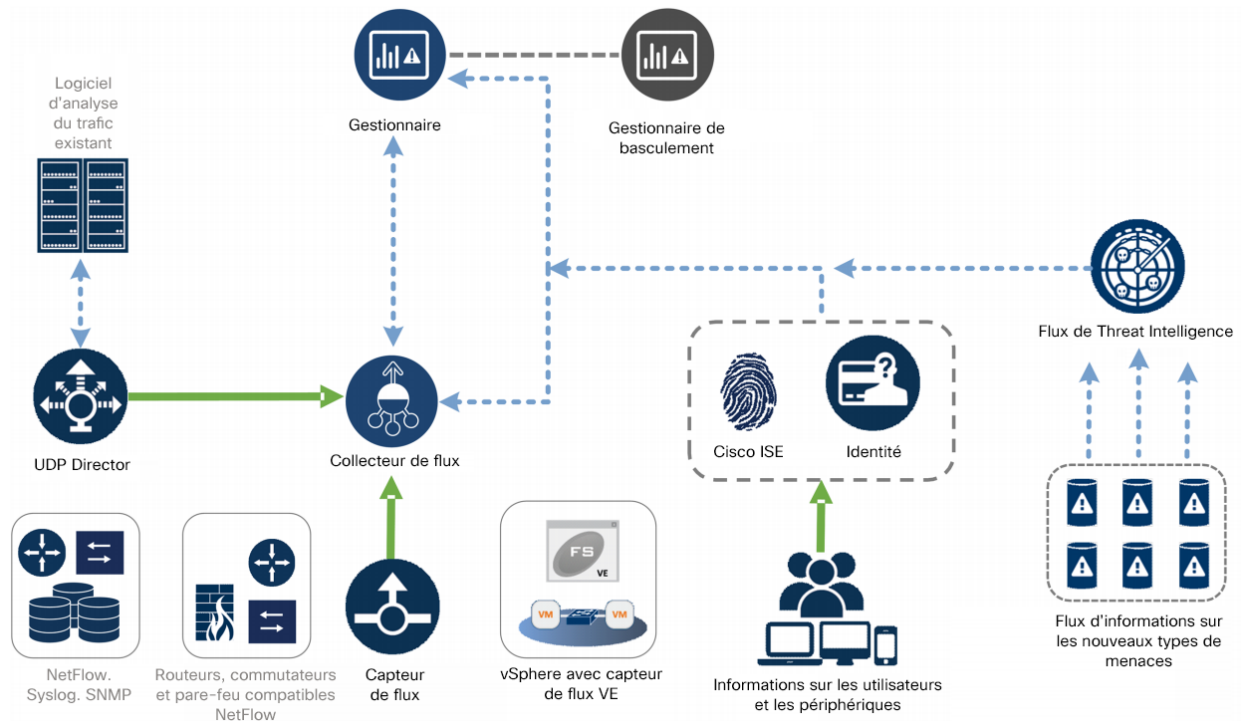 Logiciel
d'analyse
du trafic
existant
Gestionnaire
Gestionnaire de
basculement
Flux de Threat Intelligence
UDP Director
Collecteur de flux
Cisco ISE
Identité
FS
VE
VM
VM
NetFlow.
Syslog. SNMP
Routeurs, commutateurs
et pare-feu compatibles
NetFlow
Capteur
de flux
vSphere avec capteur
de flux VE
Informations sur les utilisateurs
et les périphériques
Flux d'informations sur
les nouveaux types de
menaces